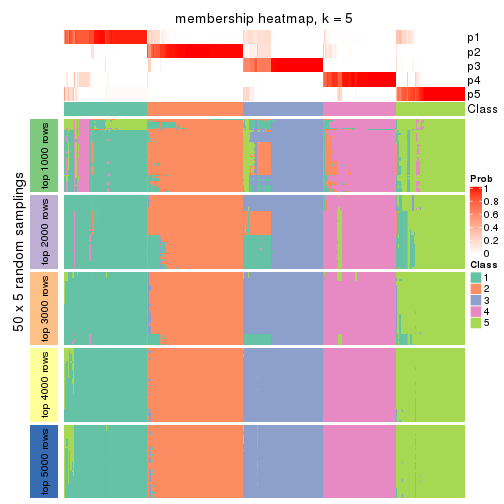 membership heatmap, k = 5
p1
p2
p3
p4
p5
Class
50 x 5 random samplings
top 1000 rows
top 2000 rows
top 3000 rows
top 4000 rows
top 5000 rows
Prob
1
0.8
0.6
0.4
0.2
0
Class
1
2
3
4
5